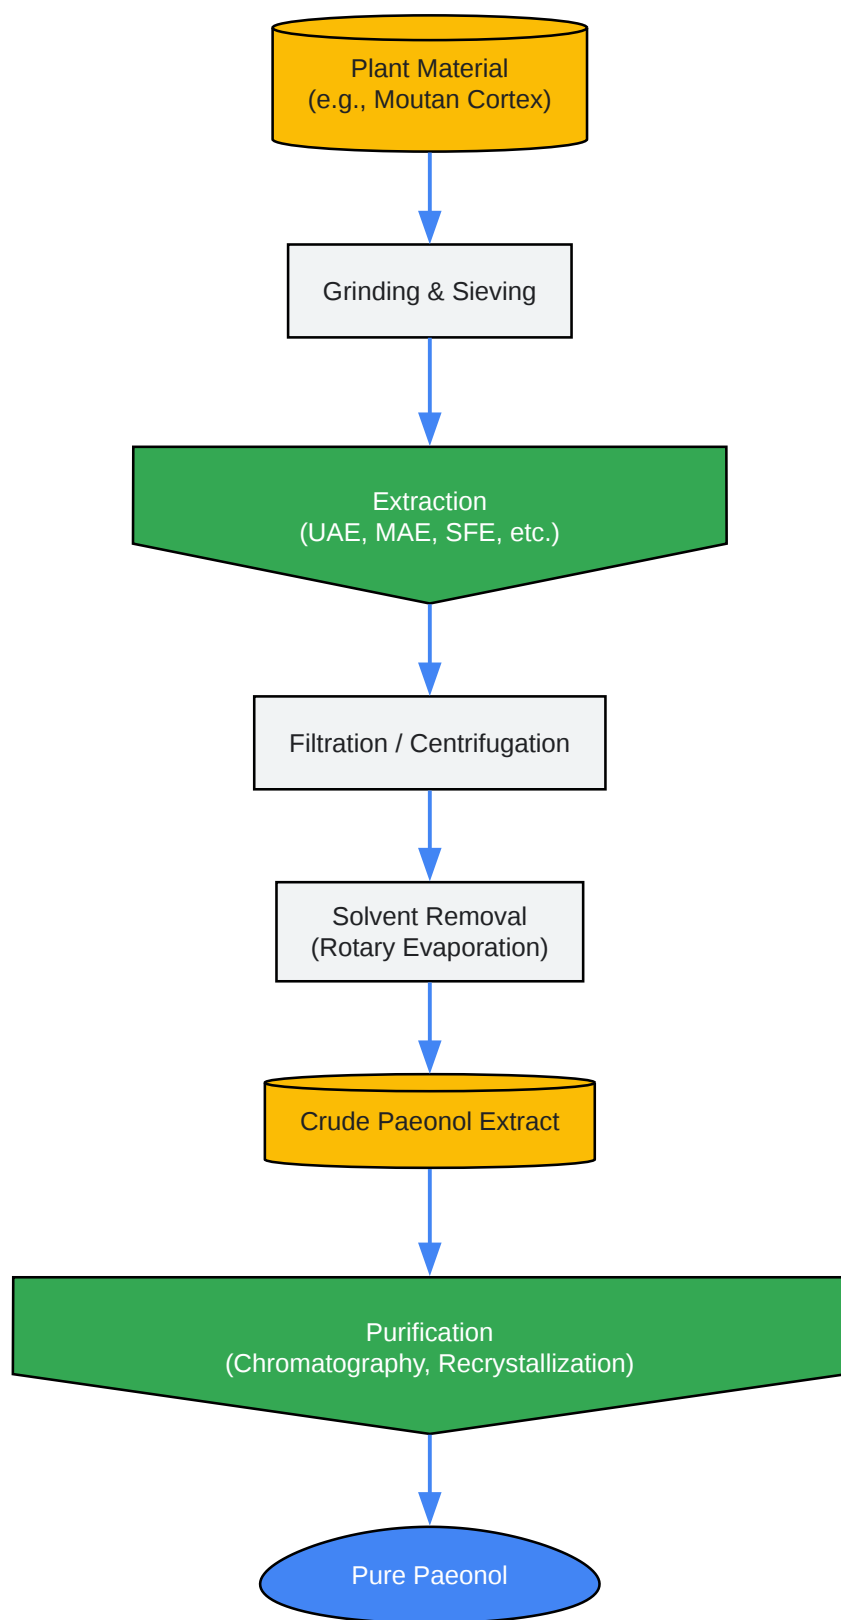 Plant Material
(e.g., Moutan Cortex)
Grinding & Sieving
Extraction
(UAE, MAE, SFE, etc.)
Filtration / Centrifugation
Solvent Removal
(Rotary Evaporation)
Crude Paeonol Extract
Purification
(Chromatography, Recrystallization)
Pure Paeonol